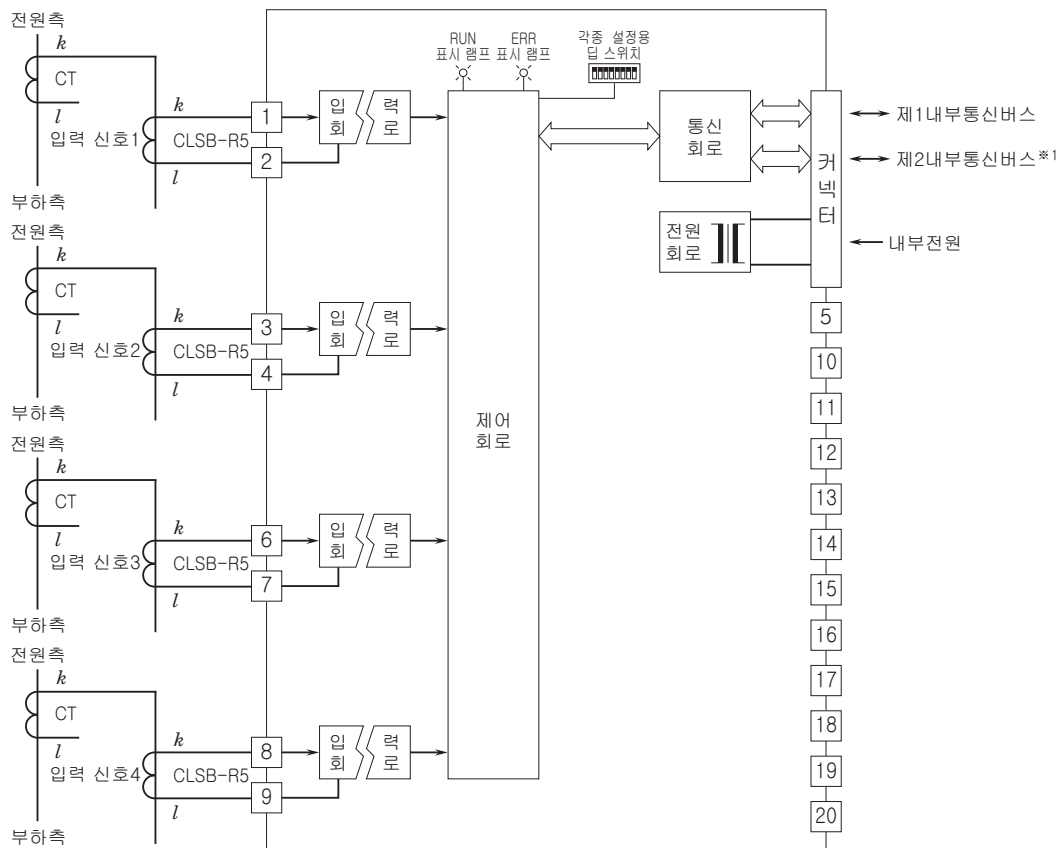 전원측
k
CT
l
입력 신호1
부하측
k
CLSB-R5
l
1
2
입력
회로
전원측
k
CT
l
입력 신호2
부하측
k
CLSB-R5
l
3
4
입력
회로
전원측
k
CT
l
입력 신호3
부하측
k
CLSB-R5
l
6
7
입력
회로
전원측
k
CT
l
입력 신호4
부하측
k
CLSB-R5
l
8
9
입력
회로
RUN
표시 램프
ERR
표시 램프
각종 설정용
딥 스위치
제어
회로
통신
회로
전원
회로
커넥터
제1내부통신버스
제2내부통신버스※1
내부전원
5
10
11
12
13
14
15
16
17
18
19
20